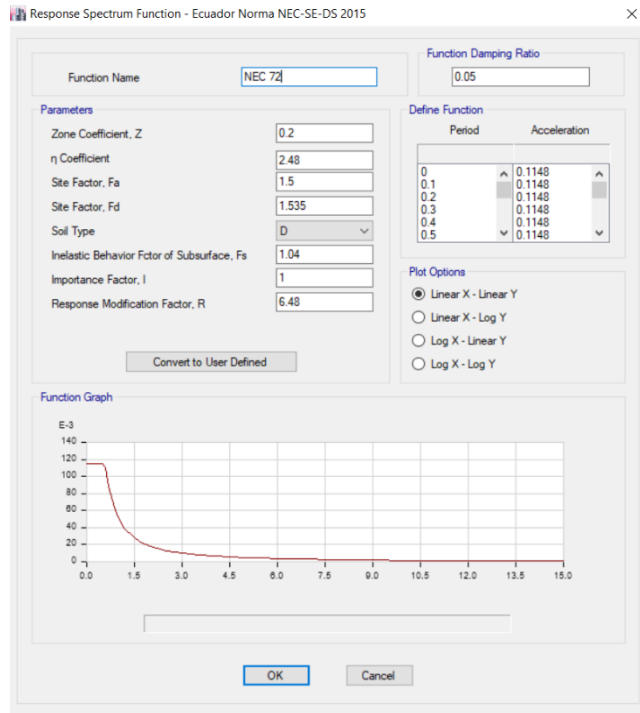 Response Spectrum Function - Ecuador Norma NEC-SE-DS 2015
Function Name
NEC 72
Function Damping Ratio
0.05
Parameters
Zone Coefficient, Z
0.2
η Coefficient
2.48
Site Factor, Fa
1.5
Site Factor, Fd
1.535
Soil Type
D
Inelastic Behavior Fctor of Subsurface, Fs
1.04
Importance Factor, I
1
Response Modification Factor, R
6.48
Convert to User Defined
Define Function
Period Acceleration
0 0.1148
0.1 0.1148
0.2 0.1148
0.3 0.1148
0.4 0.1148
0.5 0.1148
Plot Options
Linear X - Linear Y
Linear X - Log Y
Log X - Linear Y
Log X - Log Y
Function Graph
E-3
140
120
100
80
60
40
20
0
0.0 1.5 3.0 4.5 6.0 7.5 9.0 10.5 12.0 13.5 15.0
OK Cancel